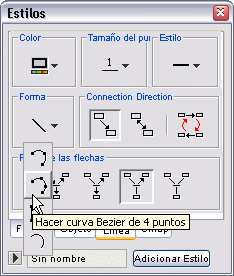 Estilos
Color
Tamaño del pu
Estilo
1
Forma
Connection Direction
de las flechas
Hacer curva Bezier de 4 puntos
F
Línea
Sin nombre
Adicionar Estilo